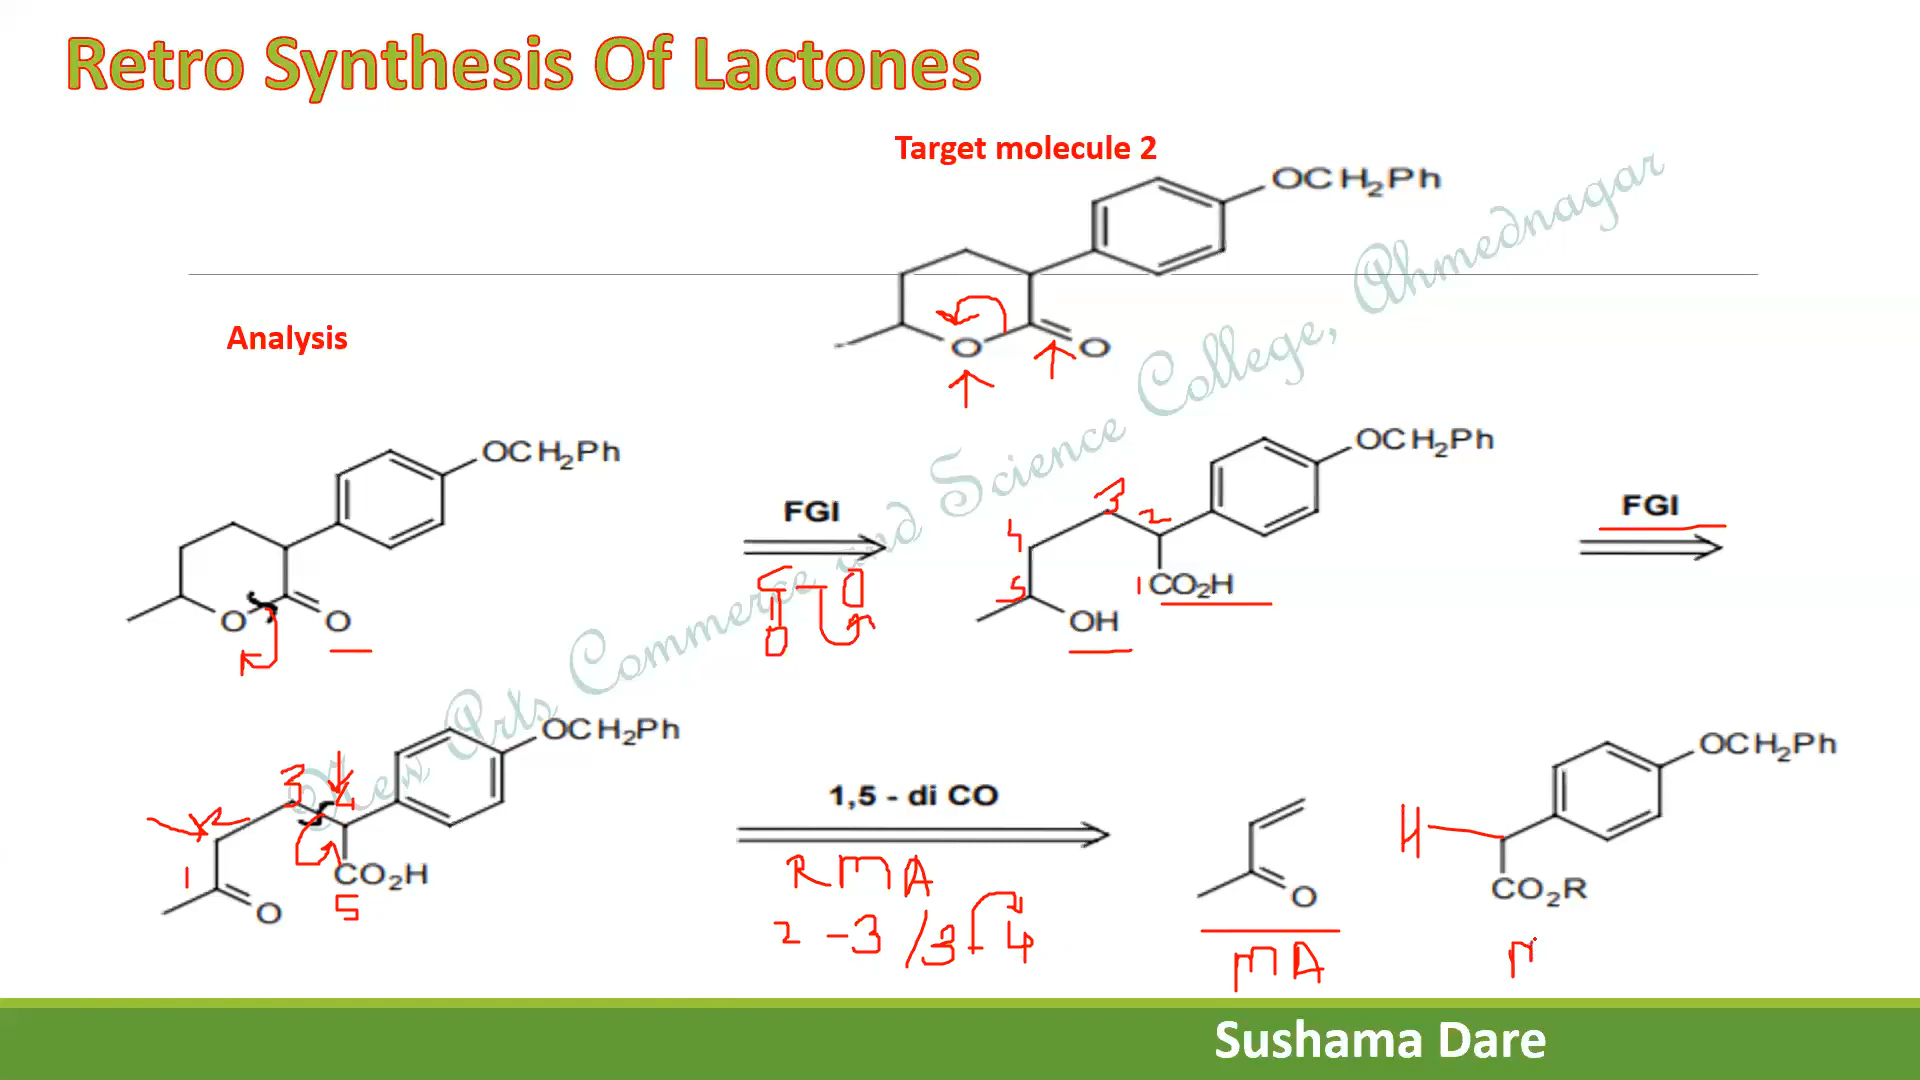 Retro Synthesis Of Lactones
Target molecule 2
OCH2Ph
O
O
Analysis
OCH2Ph
O
O
FGI
C-O
O
OCH2Ph
3
2
4
1 CO2H
5
OH
FGI
OCH2Ph
3
4
2
1
CO2H
O
5
1,5 - di CO
RMA
2-3/3-4
O
MA
OCH2Ph
H
CO2R
New Arts Commerce and Science College, Ahmednagar
Sushama Dare